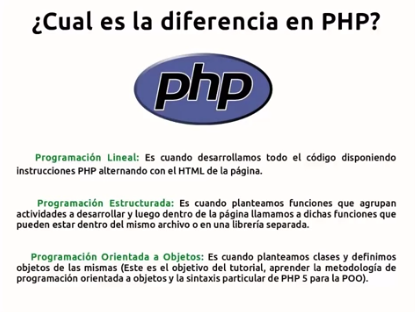 ¿Cual es la diferencia en PHP?
php
Programación Lineal: Es cuando desarrollamos todo el código disponiendo
instrucciones PHP alternando con el HTML de la página.
Programación Estructurada: Es cuando planteamos funciones que agrupan
actividades a desarrollar y luego dentro de la página llamamos a dichas funciones que
pueden estar dentro del mismo archivo o en una librería separada.
Programación Orientada a Objetos: Es cuando planteamos clases y definimos
objetos de las mismas (Este es el objetivo del tutorial, aprender la metodología de
programación orientada a objetos y la sintaxis particular de PHP 5 para la POO).